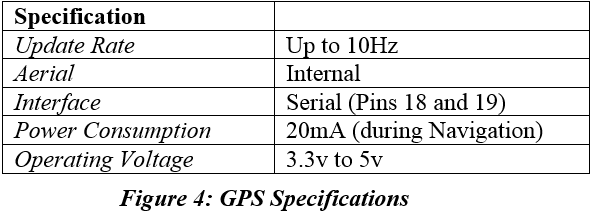 Specification
Update Rate Up to 10Hz
Aerial Internal
Interface Serial (Pins 18 and 19)
Power Consumption 20mA (during Navigation)
Operating Voltage 3.3v to 5v
Figure 4: GPS Specifications